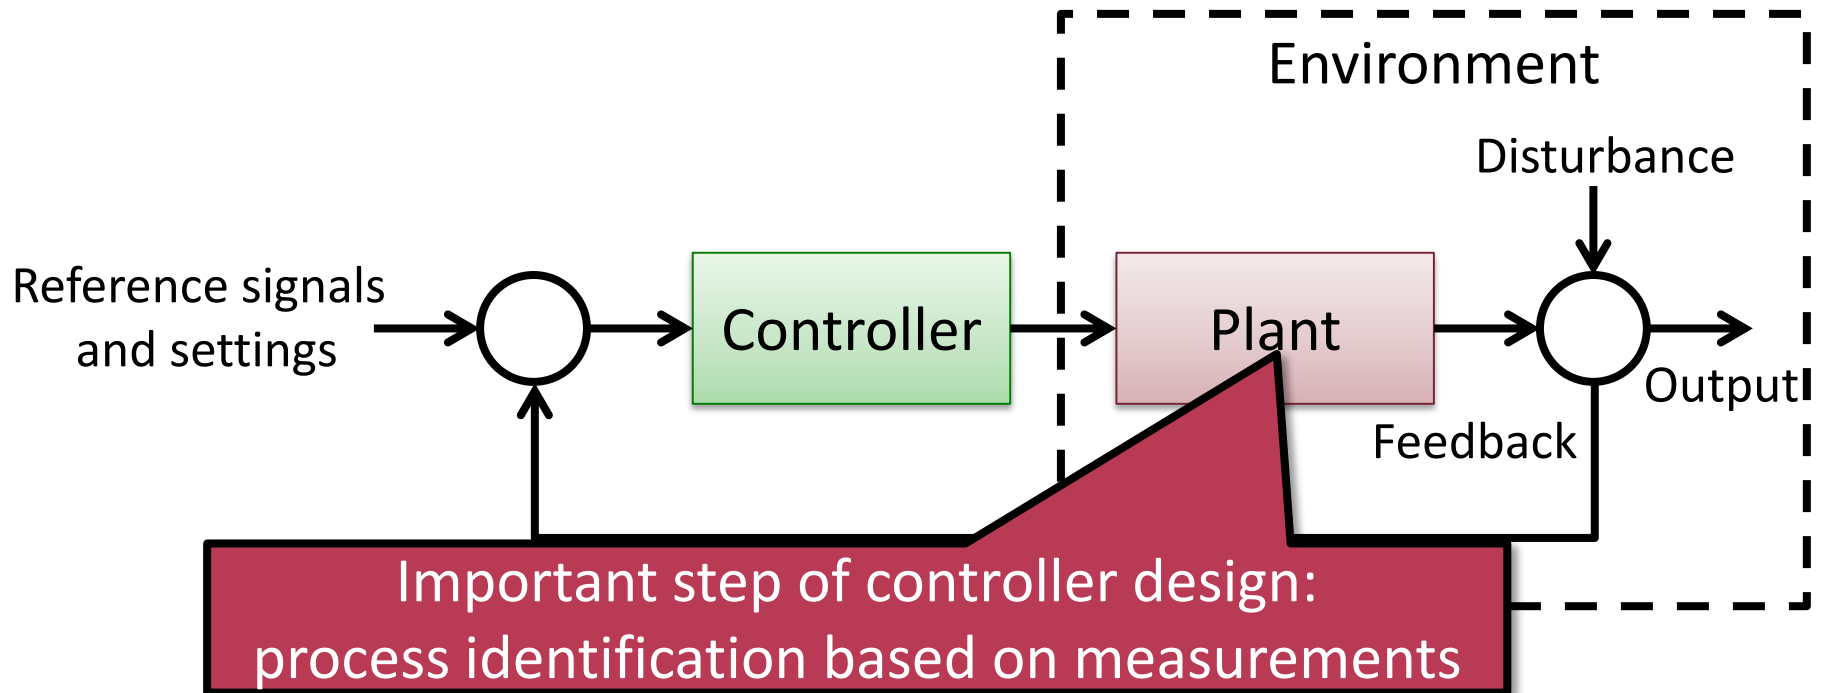 Environment
Disturbance
Reference signals
and settings
Controller
Plant
Output
Feedback
Important step of controller design:
process identification based on measurements